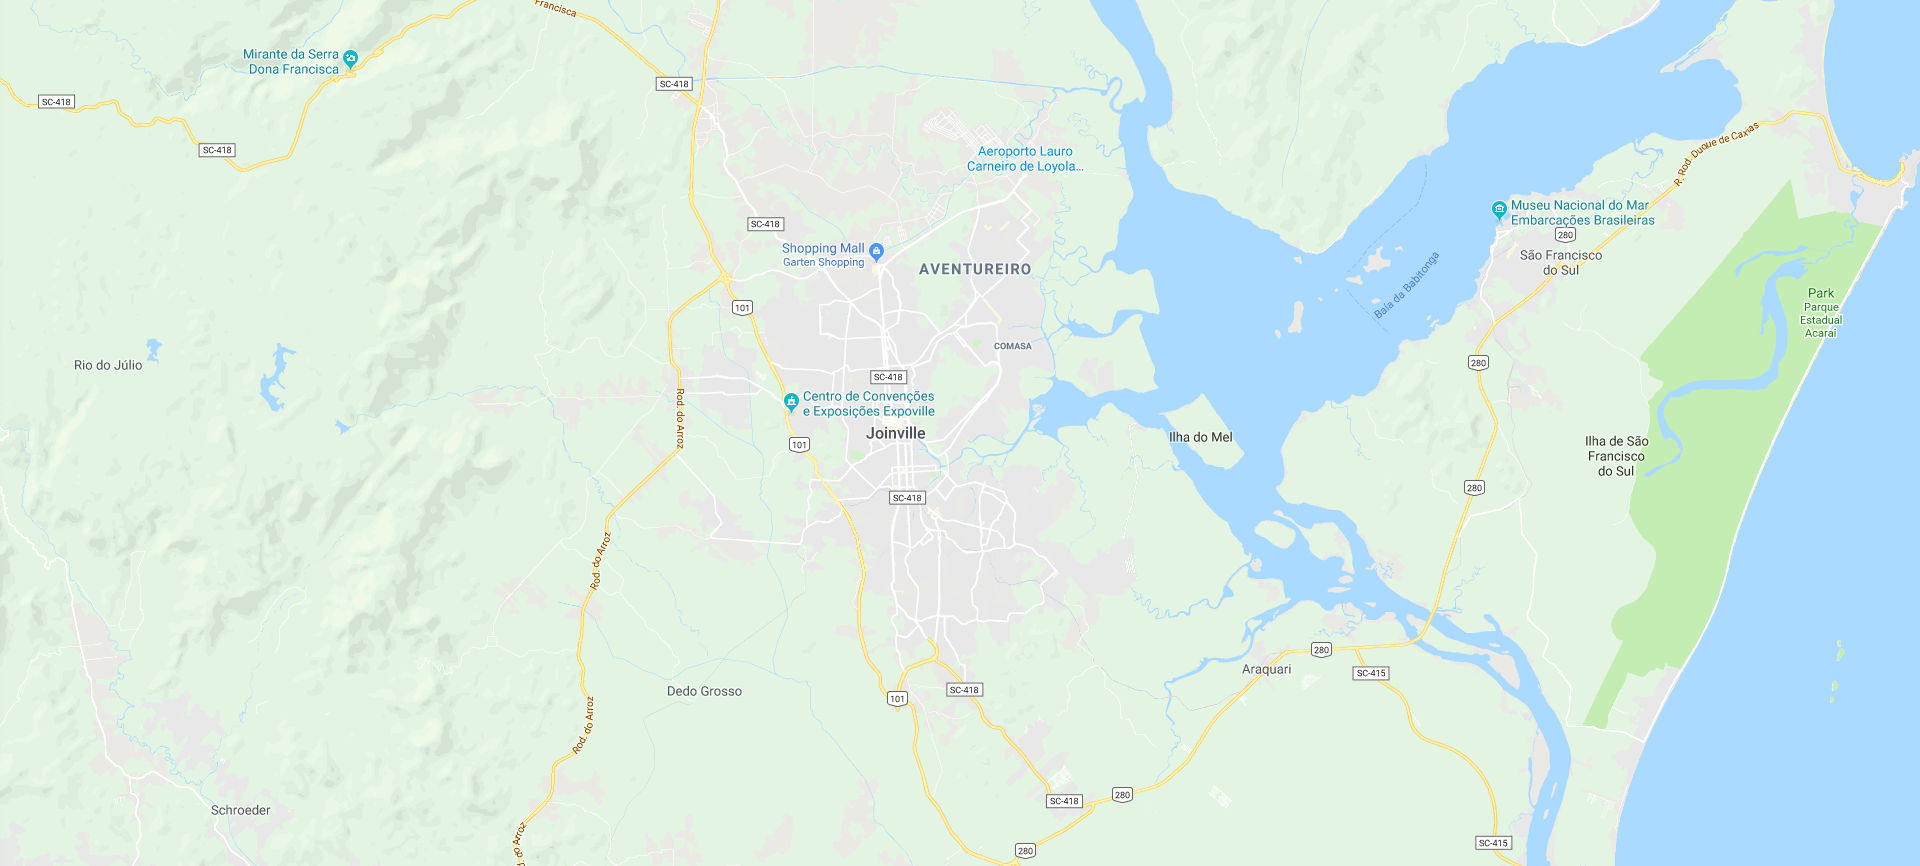 Francisca
Mirante da Serra
Dona Francisca
SC-418
SC-418
SC-418
Aeroporto Lauro
Carneiro de Loyola...
R. Rod. Duque de Caxias
SC-418
Shopping Mall
Garten Shopping
AVENTUREIRO
Museu Nacional do Mar
Embarcações Brasileiras
280
São Francisco
do Sul
Baía da Babitonga
Park
Parque
Estadual
Acaraí
101
COMASA
Rio do Júlio
280
SC-418
Rod. do Arroz
Centro de Convenções
e Exposições Expoville
Joinville
101
Ilha do Mel
Ilha de São
Francisco
do Sul
280
SC-418
Rod. do Arroz
280
Araquari
SC-415
Dedo Grosso
SC-418
101
Rod. do Arroz
280
SC-418
Schroeder
Rod. do Arroz
280
SC-415